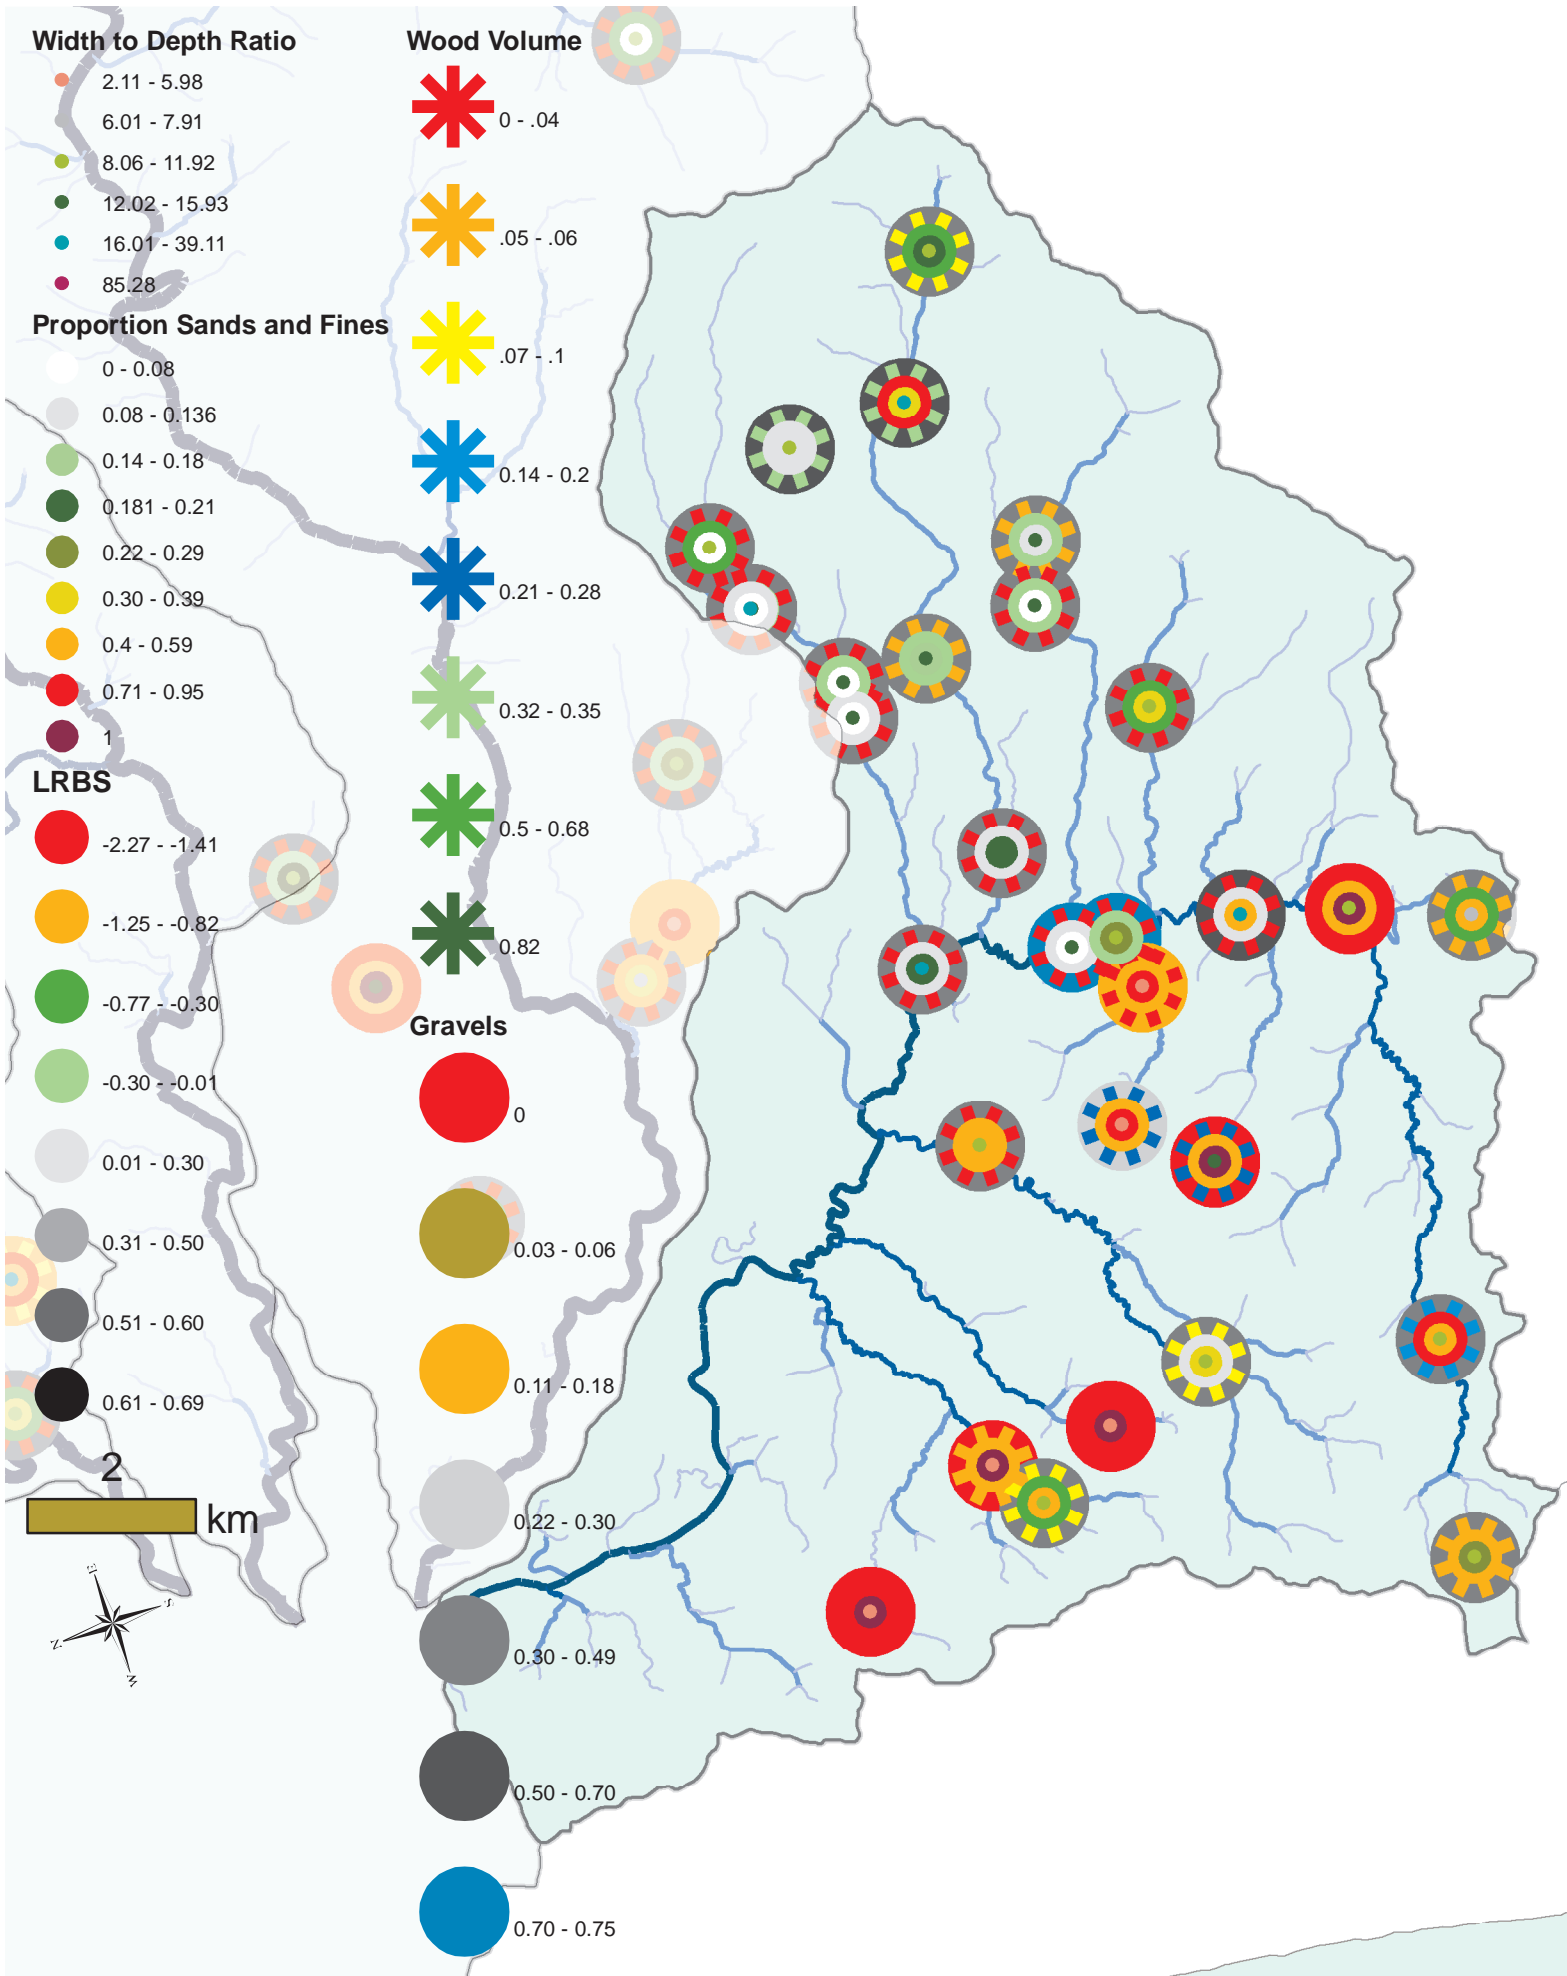 Width to Depth Ratio
2.11 - 5.98
6.01 - 7.91
8.06 - 11.92
12.02 - 15.93
16.01 - 39.11
85.28
Proportion Sands and Fines
0 - 0.08
0.08 - 0.136
0.14 - 0.18
0.181 - 0.21
0.22 - 0.29
0.30 - 0.39
0.4 - 0.59
0.71 - 0.95
1
LRBS
-2.27 - -1.41
-1.25 - -0.82
-0.77 - -0.30
-0.30 - -0.01
0.01 - 0.30
0.31 - 0.50
0.51 - 0.60
0.61 - 0.69
2
km
E
S
N
W
Wood Volume
0 - .04
.05 - .06
.07 - .1
0.14 - 0.2
0.21 - 0.28
0.32 - 0.35
0.5 - 0.68
0.82
Gravels
0
0.03 - 0.06
0.11 - 0.18
0.22 - 0.30
0.30 - 0.49
0.50 - 0.70
0.70 - 0.75